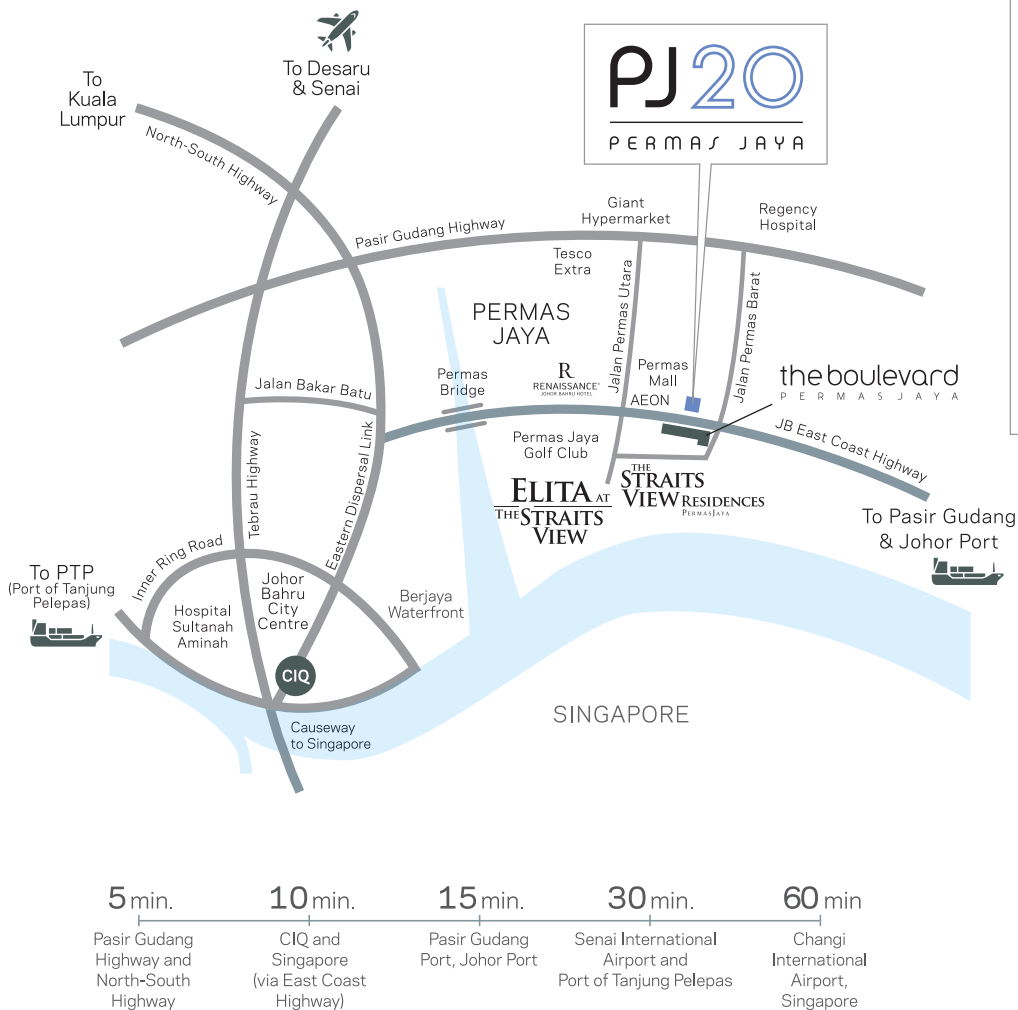 To Desaru
& Senai
To
Kuala
Lumpur
North-South Highway
PJ20
PERMAS JAYA
Pasir Gudang Highway
Giant
Hypermarket
Regency
Hospital
Tesco
Extra
PERMAS
JAYA
Jalan Permas Utara
Jalan Permas Barat
Permas
Bridge
R
RENAISSANCE®
JOHOR BAHRU HOTEL
Permas
Mall
AEON
the boulevard
PERMASJAYA
Jalan Bakar Batu
Permas Jaya
Golf Club
JB East Coast Highway
Tebrau Highway
Eastern Dispersal Link
ELITA AT
THE STRAITS
VIEW
THE
STRAITS
VIEW RESIDENCES
PERMASJAYA
To Pasir Gudang
& Johor Port
Inner Ring Road
To PTP
(Port of Tanjung
Pelepas)
Hospital
Sultanah
Aminah
Johor
Bahru
City
Centre
Berjaya
Waterfront
CIQ
Causeway
to Singapore
SINGAPORE
5 min.
Pasir Gudang
Highway and
North-South
Highway
10 min.
CIQ and
Singapore
(via East Coast
Highway)
15 min.
Pasir Gudang
Port, Johor Port
30 min.
Senai International
Airport and
Port of Tanjung Pelepas
60 min
Changi
International
Airport,
Singapore